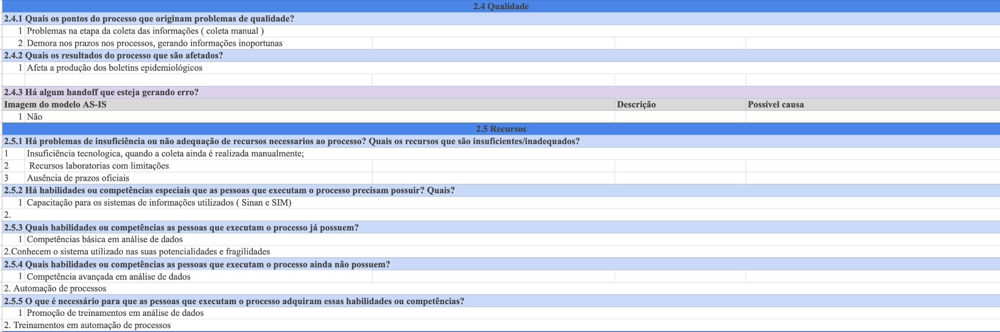 2.4 Qualidade
2.4.1 Quais os pontos do processo que originam problemas de qualidade?
1 Problemas na etapa da coleta das informações ( coleta manual )
2 Demora nos prazos nos processos, gerando informações inoportunas
2.4.2 Quais os resultados do processo que são afetados?
1 Afeta a produção dos boletins epidemiológicos
2.4.3 Há algum handoff que esteja gerando erro?
Imagem do modelo AS-IS Descrição Possível causa
1 Não
2.5 Recursos
2.5.1 Há problemas de insuficiência ou não adequação de recursos necessarios ao processo? Quais os recursos que são insuficientes/inadequados?
1 Insuficiência tecnologica, quando a coleta ainda é realizada manualmente;
2 Recursos laboratorias com limitações
3 Ausência de prazos oficiais
2.5.2 Há habilidades ou competências especiais que as pessoas que executam o processo precisam possuir? Quais?
1 Capacitação para os sistemas de informações utilizados ( Sinan e SIM)
2.
2.5.3 Quais habilidades ou competências as pessoas que executam o processo já possuem?
1 Competências básica em análise de dados
2.Conhecem o sistema utilizado nas suas potencialidades e fragilidades
2.5.4 Quais habilidades ou competências as pessoas que executam o processo ainda não possuem?
1 Competência avançada em análise de dados
2. Automação de processos
2.5.5 O que é necessário para que as pessoas que executam o processo adquiram essas habilidades ou competências?
1 Promoção de treinamentos em análise de dados
2. Treinamentos em automação de processos